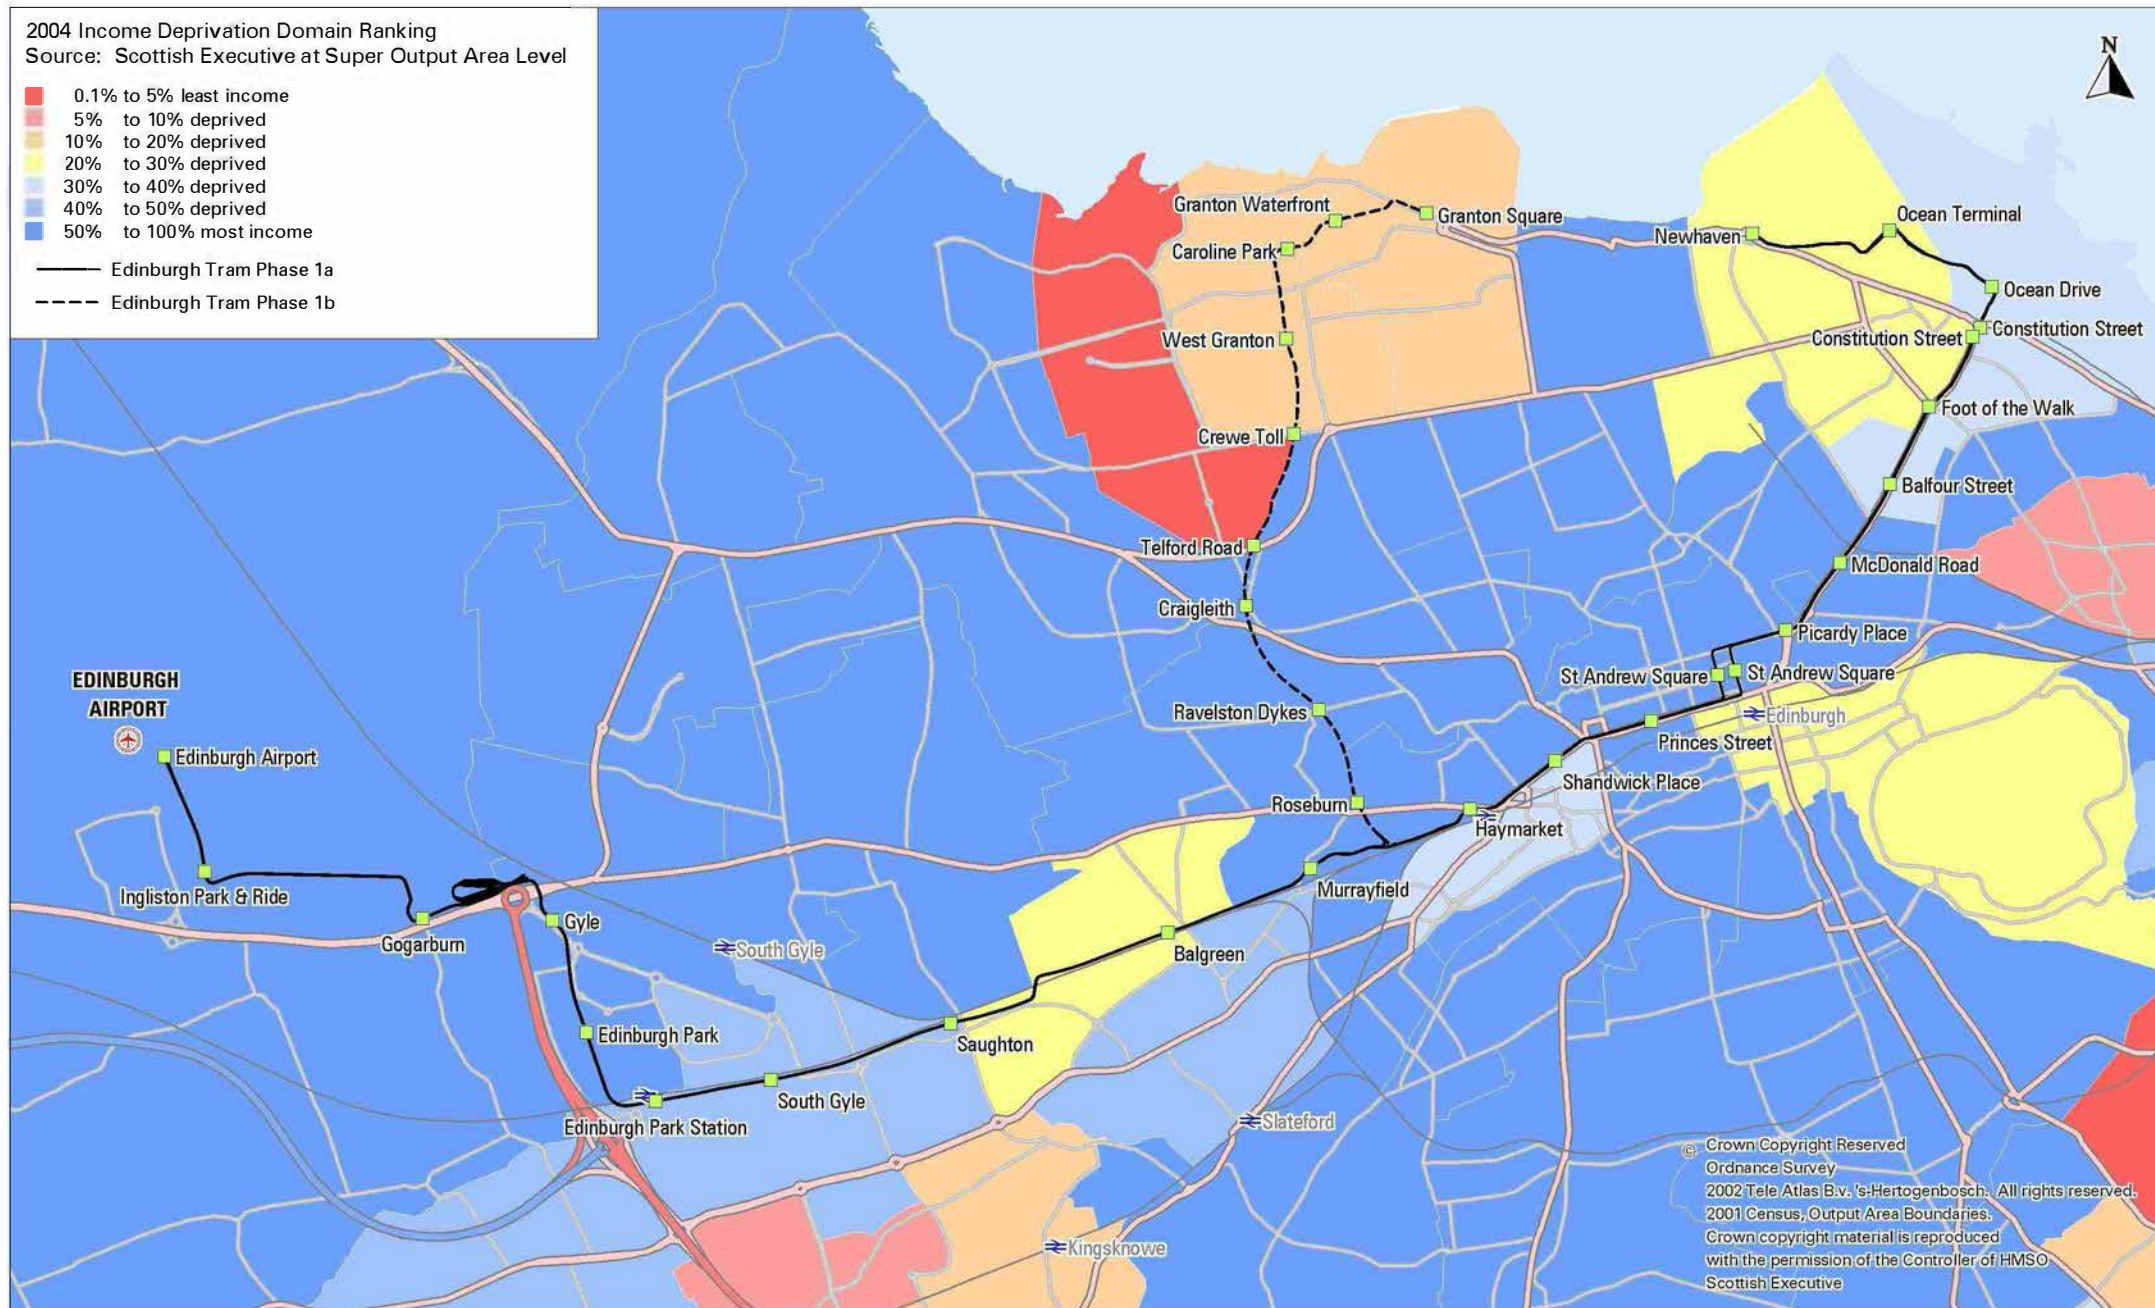 2004 Income Deprivation Domain Ranking
Source: Scottish Executive at Super Output Area Level
0.1% to 5% least income
5% to 10% deprived
10% to 20% deprived
20% to 30% deprived
30% to 40% deprived
40% to 50% deprived
50% to 100% most income
Edinburgh Tram Phase 1a
Edinburgh Tram Phase 1b
N
Granton Waterfront
Granton Square
Ocean Terminal
Newhaven
Caroline Park
Ocean Drive
Constitution Street
Constitution Street
West Granton
Foot of the Walk
Crewe Toll
Balfour Street
Telford Road
McDonald Road
Craigleith
Picardy Place
St Andrew Square
St Andrew Square
EDINBURGH
AIRPORT
Ravelston Dykes
Edinburgh
Princes Street
Edinburgh Airport
Shandwick Place
Roseburn
Haymarket
Ingliston Park & Ride
Murrayfield
Gogarburn
Gyle
South Gyle
Balgreen
Edinburgh Park
Saughton
South Gyle
Edinburgh Park Station
Slateford
Kingsknowe
© Crown Copyright Reserved
Ordnance Survey
2002 Tele Atlas B.v. 's-Hertogenbosch. All rights reserved.
2001 Census, Output Area Boundaries.
Crown copyright material is reproduced
with the permission of the Controller of HMSO
Scottish Executive